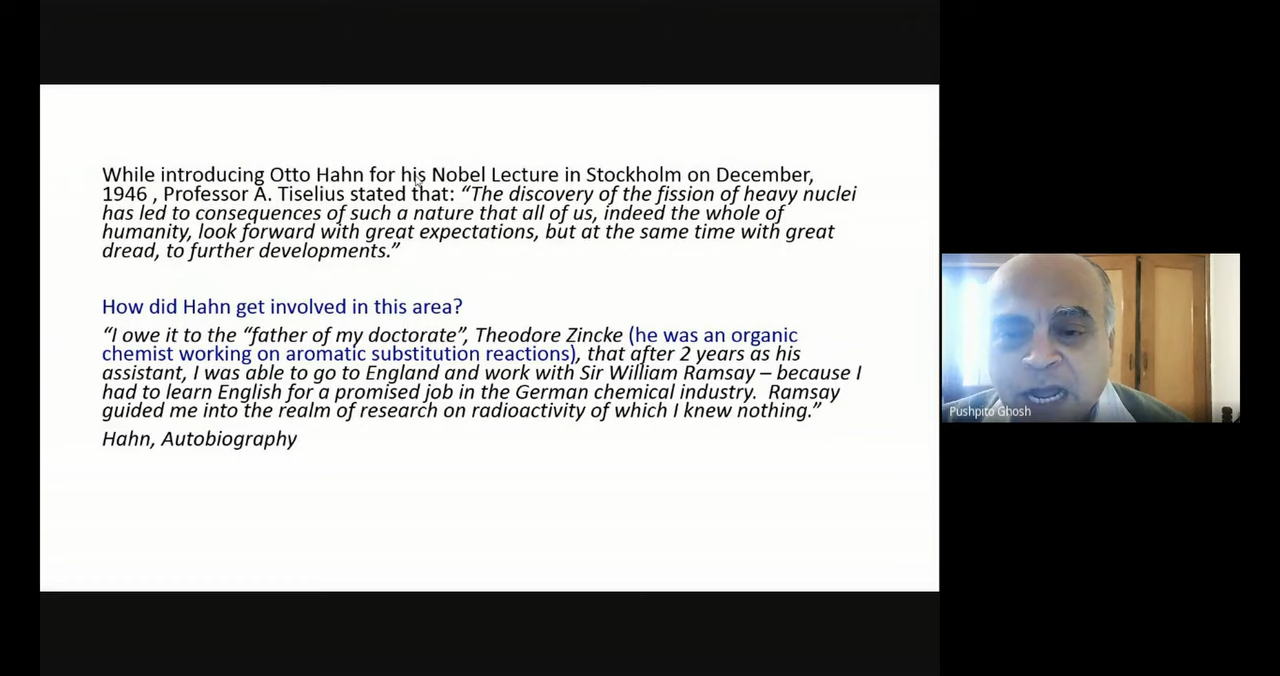 While introducing Otto Hahn for his Nobel Lecture in Stockholm on December,
1946 , Professor A. Tiselius stated that: “The discovery of the fission of heavy nuclei
has led to consequences of such a nature that all of us, indeed the whole of
humanity, look forward with great expectations, but at the same time with great
dread, to further developments.”
How did Hahn get involved in this area?
“I owe it to the “father of my doctorate”, Theodore Zincke (he was an organic
chemist working on aromatic substitution reactions), that after 2 years as his
assistant, I was able to go to England and work with Sir William Ramsay – because I
had to learn English for a promised job in the German chemical industry.  Ramsay
guided me into the realm of research on radioactivity of which I knew nothing.”
Hahn, Autobiography
Pushpito Ghosh